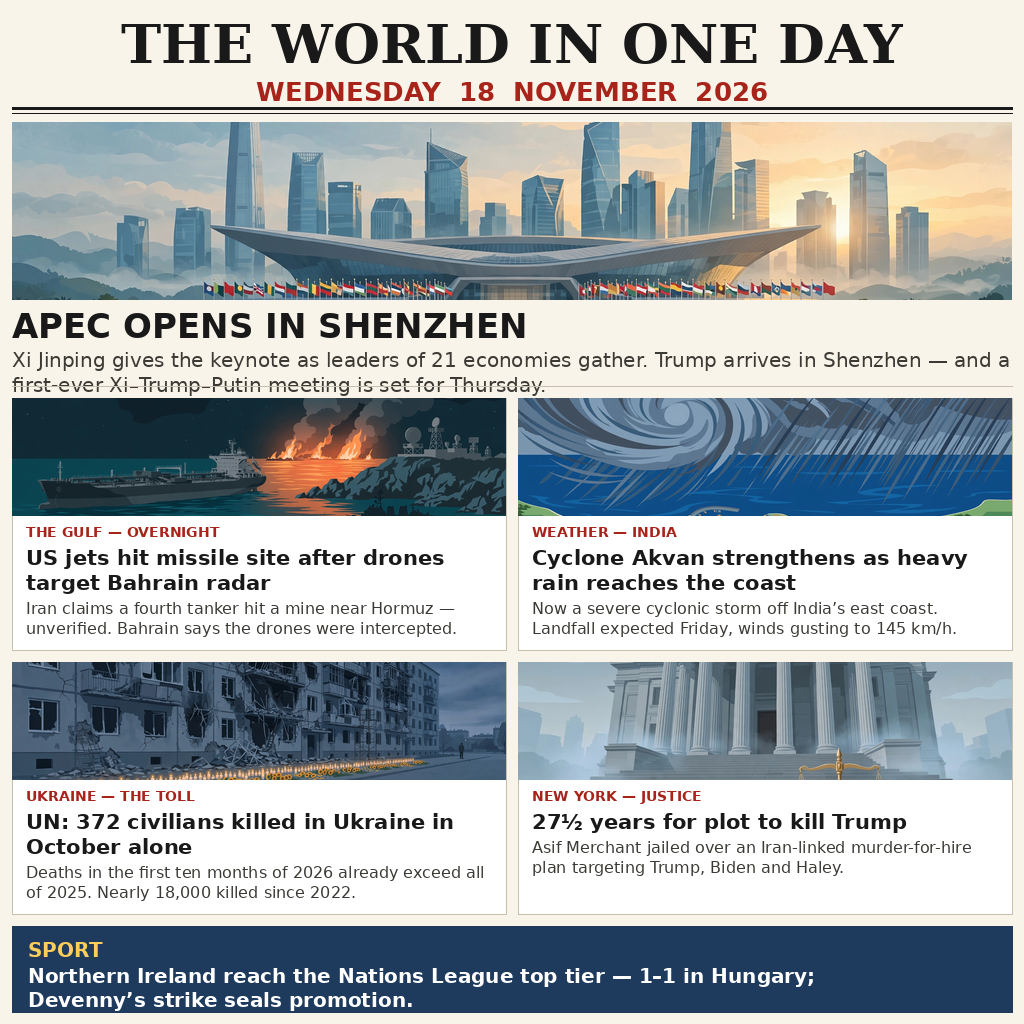 THE WORLD IN ONE DAY
WEDNESDAY 18 NOVEMBER 2026
APEC OPENS IN SHENZHEN
Xi Jinping gives the keynote as leaders of 21 economies gather. Trump arrives in Shenzhen — and a
first-ever Xi–Trump–Putin meeting is set for Thursday.
THE GULF — OVERNIGHT
US jets hit missile site after drones
target Bahrain radar
Iran claims a fourth tanker hit a mine near Hormuz —
unverified. Bahrain says the drones were intercepted.
WEATHER — INDIA
Cyclone Akvan strengthens as heavy
rain reaches the coast
Now a severe cyclonic storm off India’s east coast.
Landfall expected Friday, winds gusting to 145 km/h.
UKRAINE — THE TOLL
UN: 372 civilians killed in Ukraine in
October alone
Deaths in the first ten months of 2026 already exceed all
of 2025. Nearly 18,000 killed since 2022.
NEW YORK — JUSTICE
27½ years for plot to kill Trump
Asif Merchant jailed over an Iran-linked murder-for-hire
plan targeting Trump, Biden and Haley.
SPORT
Northern Ireland reach the Nations League top tier — 1–1 in Hungary;
Devenny’s strike seals promotion.